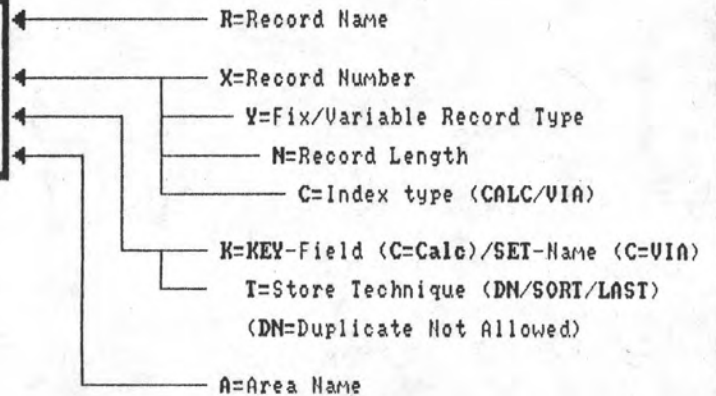 R=Record Name
X=Record Number
Y=Fix/Variable Record Type
N=Record Length
C=Index type (CALC/VIA)
K=KEY-Field (C=Calc)/SET-Name (C=VIA)
T=Store Technique (DN/SORT/LAST)
(DN=Duplicate Not Allowed)
A=Area Name